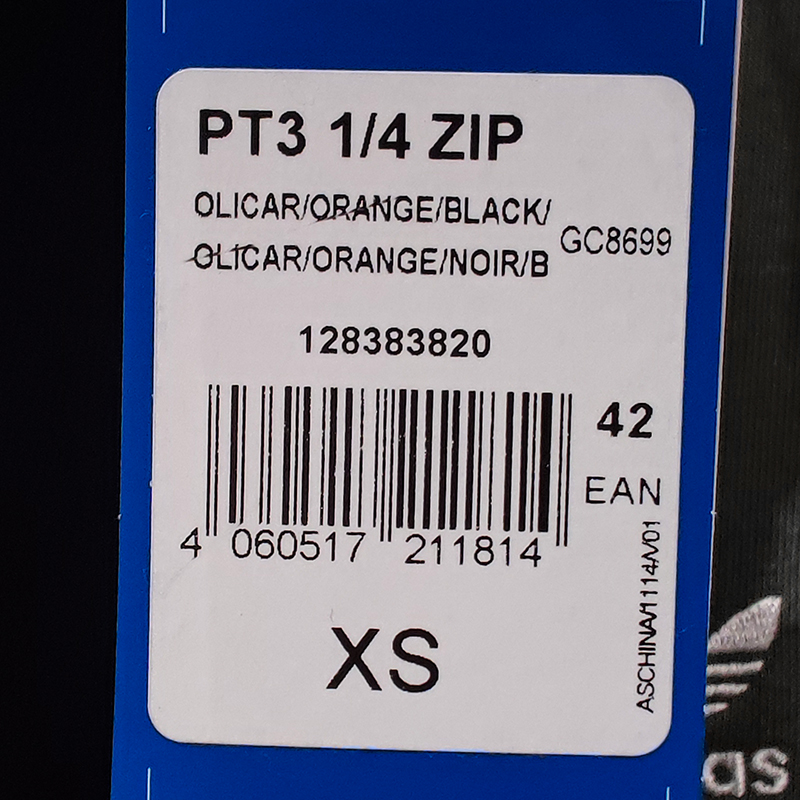 PT3 1/4 ZIP
OLICAR/ORANGE/BLACK/
OLICAR/ORANGE/NOIR/B
GC8699
128383820
42
EAN
4 060517 211814
XS
ASCHINA/1114/V01
as